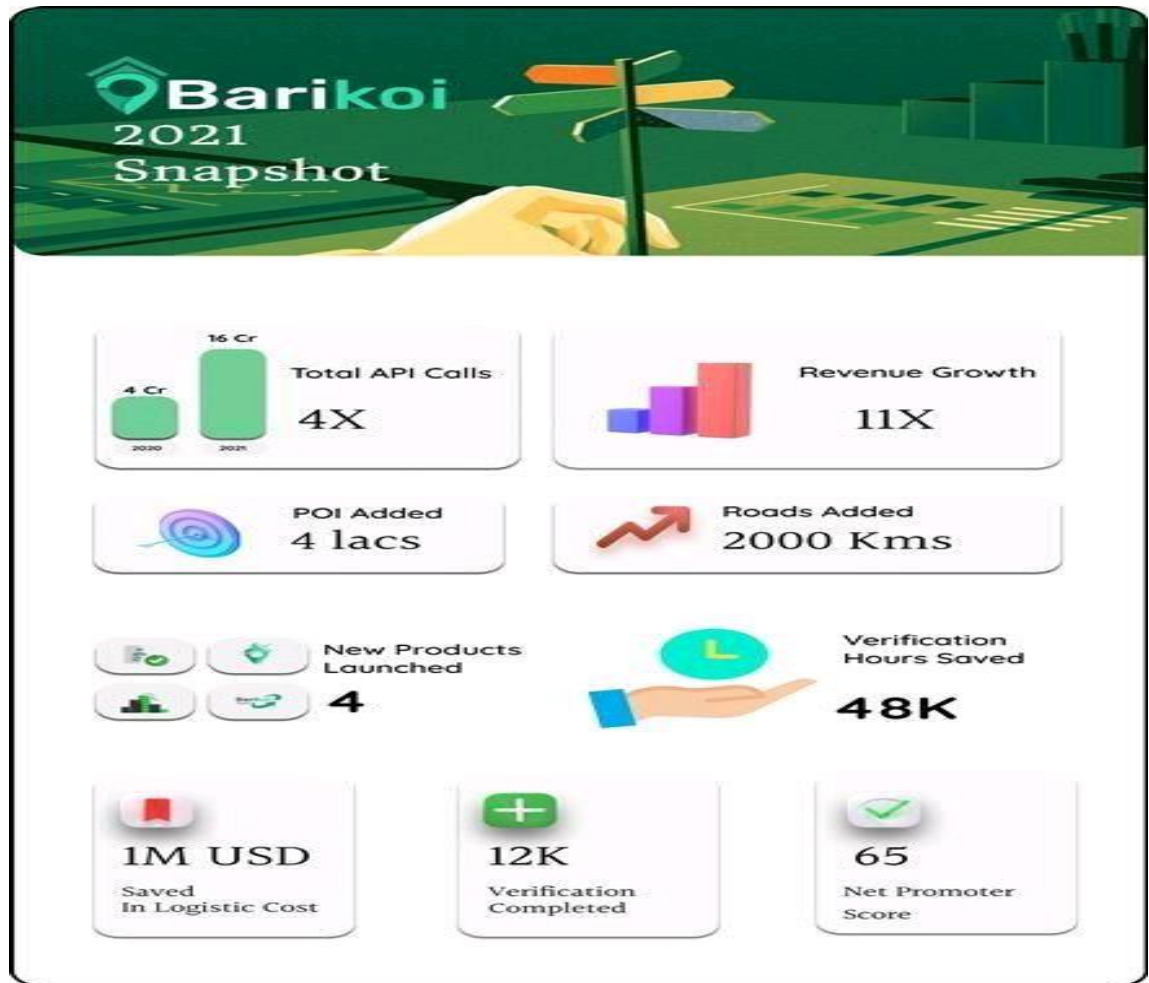 Barikoi
2021
Snapshot
16 Cr
4 Cr
2020
2021
Total API Calls
4X
Revenue Growth
11X
POI Added
4 lacs
Roads Added
2000 Kms
New Products
Launched
4
Verification
Hours Saved
48K
1M USD
Saved
In Logistic Cost
12K
Verification
Completed
65
Net Promoter
Score